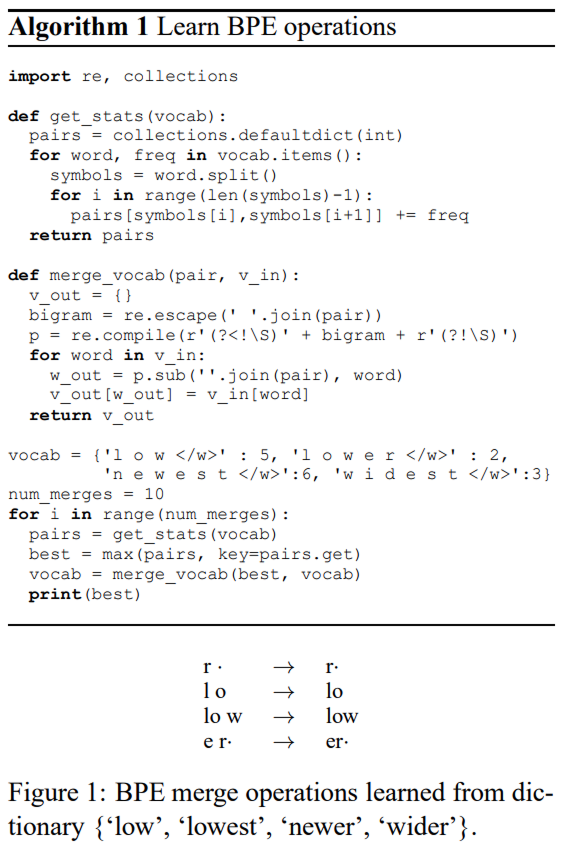 Algorithm 1 Learn BPE operations
import re, collections
def get_stats(vocab):
  pairs = collections.defaultdict(int)
  for word, freq in vocab.items():
    symbols = word.split()
    for i in range(len(symbols)-1):
      pairs[symbols[i],symbols[i+1]] += freq
  return pairs
def merge_vocab(pair, v_in):
  v_out = {}
  bigram = re.escape(' '.join(pair))
  p = re.compile(r'(?<!\S)' + bigram + r'(?!\S)')
  for word in v_in:
    w_out = p.sub(''.join(pair), word)
    v_out[w_out] = v_in[word]
  return v_out
vocab = {'l o w </w>' : 5, 'l o w e r </w>' : 2,
         'n e w e s t </w>':6, 'w i d e s t </w>':3}
num_merges = 10
for i in range(num_merges):
  pairs = get_stats(vocab)
  best = max(pairs, key=pairs.get)
  vocab = merge_vocab(best, vocab)
  print(best)
r · → r·
l o → lo
lo w → low
e r· → er·
Figure 1: BPE merge operations learned from dic-
tionary {‘low’, ‘lowest’, ‘newer’, ‘wider’}.